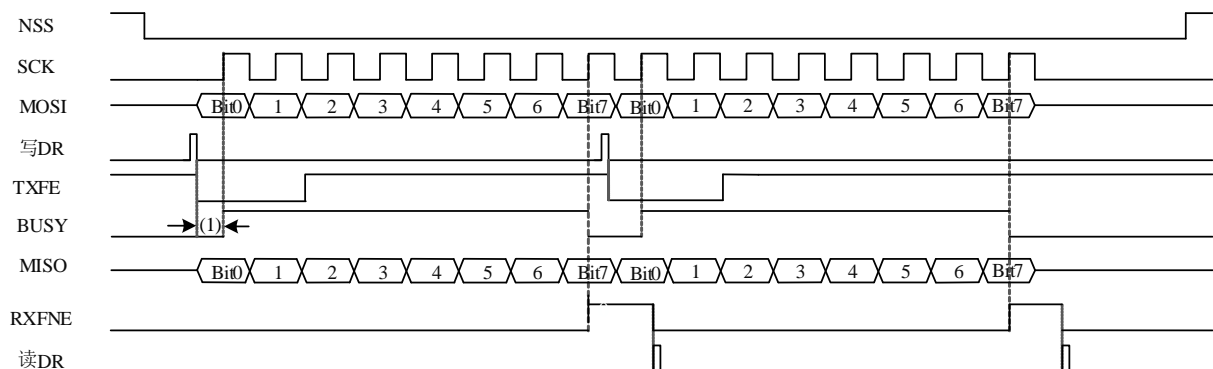 NSS
SCK
MOSI Bit0 1 2 3 4 5 6 Bit7 Bit0 1 2 3 4 5 6 Bit7
写DR
TXFE
BUSY (1)
MISO Bit0 1 2 3 4 5 6 Bit7 Bit0 1 2 3 4 5 6 Bit7
RXFNE
读DR